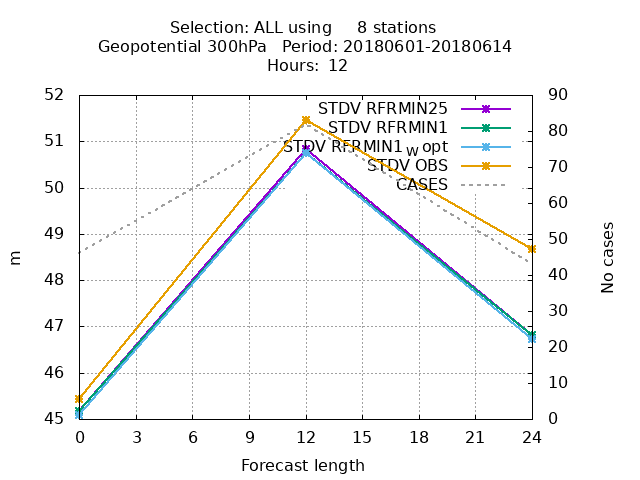 Selection: ALL using 8 stations
Geopotential 300hPa Period: 20180601-20180614
Hours: 12
52
51
50
49
48
47
46
45
90
80
70
60
50
40
30
20
10
0
STDV RFRMIN25
STDV RFRMIN1
STDV RFRMIN1_W opt
STDV OBS
CASES
m
No cases
0 3 6 9 12 15 18 21 24
Forecast length